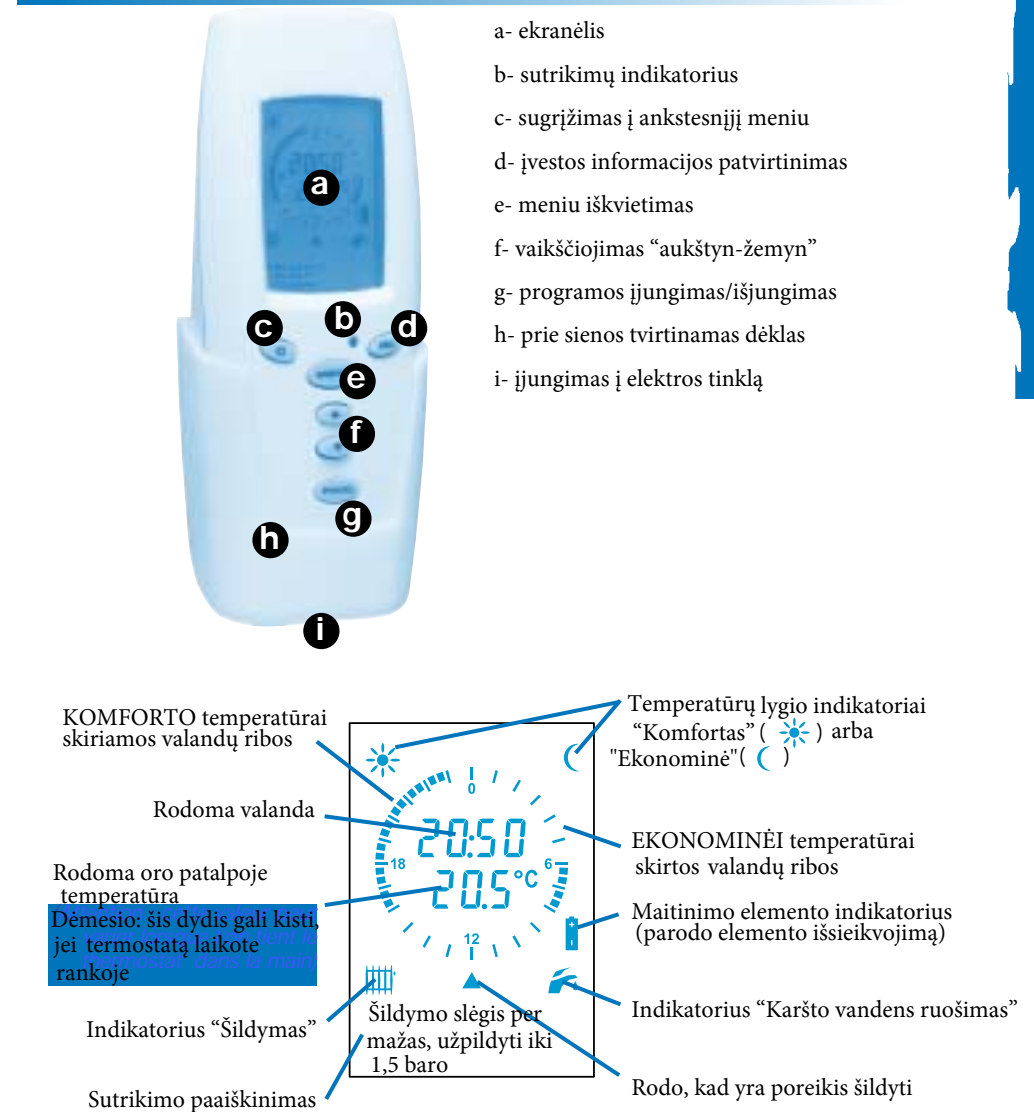 a- ekranėlis
b- sutrikimų indikatorius
c- sugrįžimas į ankstesnįjį meniu
d- įvestos informacijos patvirtinimas
e- meniu iškvietimas
f- vaikščiojimas “aukštyn-žemyn”
g- programos įjungimas/išjungimas
h- prie sienos tvirtinamas dėklas
i- įjungimas į elektros tinklą
a
b
c
d
e
f
g
h
i
KOMFORTO temperatūrai
skiriamos valandų ribos
Rodoma valanda
Rodoma oro patalpoje
temperatūra
Dėmesio: šis dydis gali kisti,
jei termostatą laikote
rankoje
thermostat dans la main
Indikatorius “Šildymas”
Sutrikimo paaiškinimas
0
20:50
18
6
20.5°C
12
Šildymo slėgis per
mažas, užpildyti iki
1,5 baro
Temperatūrų lygio indikatoriai
“Komfortas” ( ) arba
"Ekonominė"( )
EKONOMINĖI temperatūrai
skirtos valandų ribos
Maitinimo elemento indikatorius
(parodo elemento išsieikvojimą)
Indikatorius “Karšto vandens ruošimas”
Rodo, kad yra poreikis šildyti